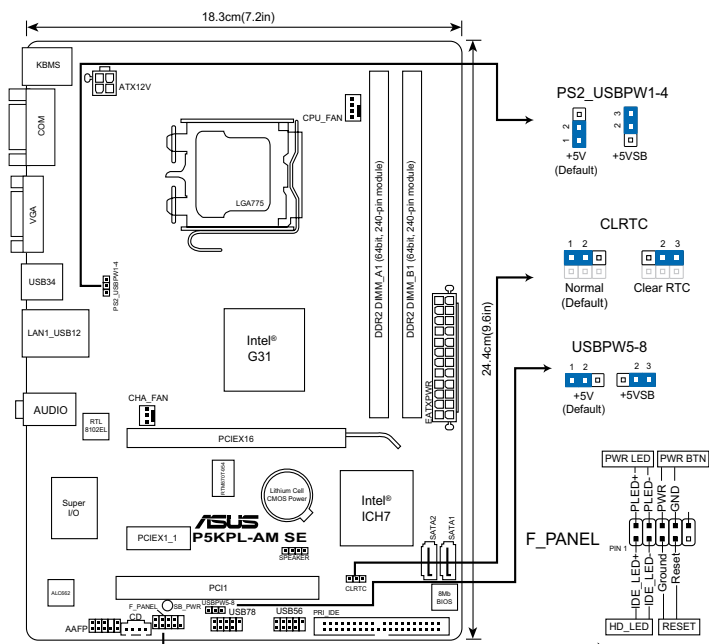 18.3cm(7.2in)
KBMS
ATX12V
CPU_FAN
COM
LGA775
VGA
USB34
PS2_USBPW1-4
LAN1_USB12
Intel®
G31
DDR2 DIMM_A1 (64bit, 240-pin module)
DDR2 DIMM_B1 (64bit, 240-pin module)
EATXPWR
24.4cm(9.6in)
CHA_FAN
AUDIO
RTL
8102EL
PCIEX16
Lithium Cell
CMOS Power
Super
I/O
Intel®
ICH7
PCIEX1_1
ASUS
P5KPL-AM SE
SPEAKER
SATA2
SATA1
CLRTC
PCI1
8Mb
BIOS
ALC662
F_PANEL
SB_PWR
USBPW5-8
CD
AAFP
USB78
USB56
PRI_IDE
PS2_USBPW1-4
1 2
2 3
+5V
(Default)
+5VSB
CLRTC
1 2
2 3
Normal
(Default)
Clear RTC
USBPW5-8
1 2
2 3
+5V
(Default)
+5VSB
F_PANEL
PWR LED
PWR BTN
PLED+
PLED-
PWR
GND
PIN 1
IDE_LED+
IDE_LED-
Ground
Reset
HD_LED
RESET